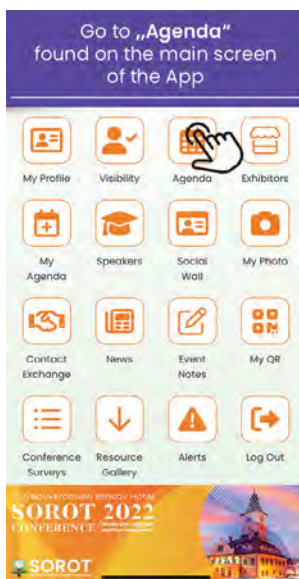 Go to „Agenda“
found on the main screen
of the App
My Profile
Visibility
Agenda
Exhibitors
My
Agenda
Speakers
Social
Wall
My Photo
Contact
Exchange
News
Event
Notes
My QR
Conference
Surveys
Resource
Gallery
Alerts
Log Out
SOROT 2022
CONFERENCE
SOROT